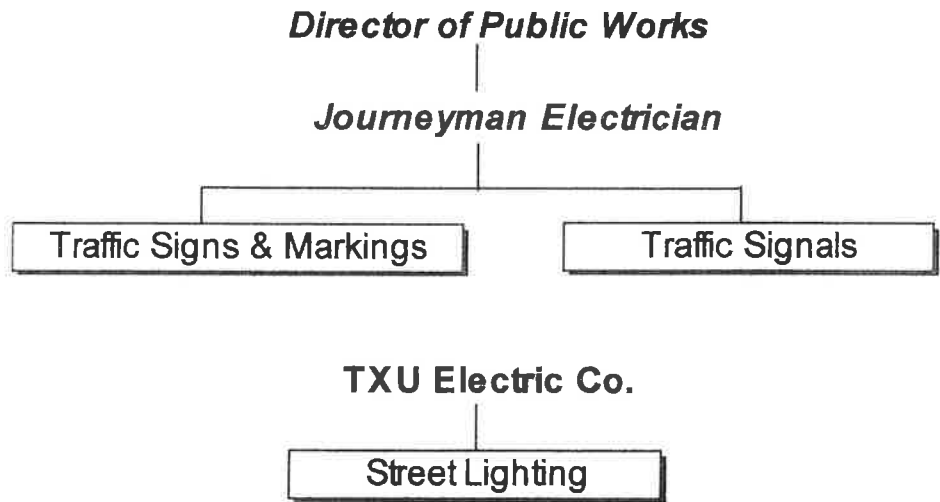 Director of Public Works
Journeyman Electrician
Traffic Signs & Markings
Traffic Signals
TXU Electric Co.
Street Lighting